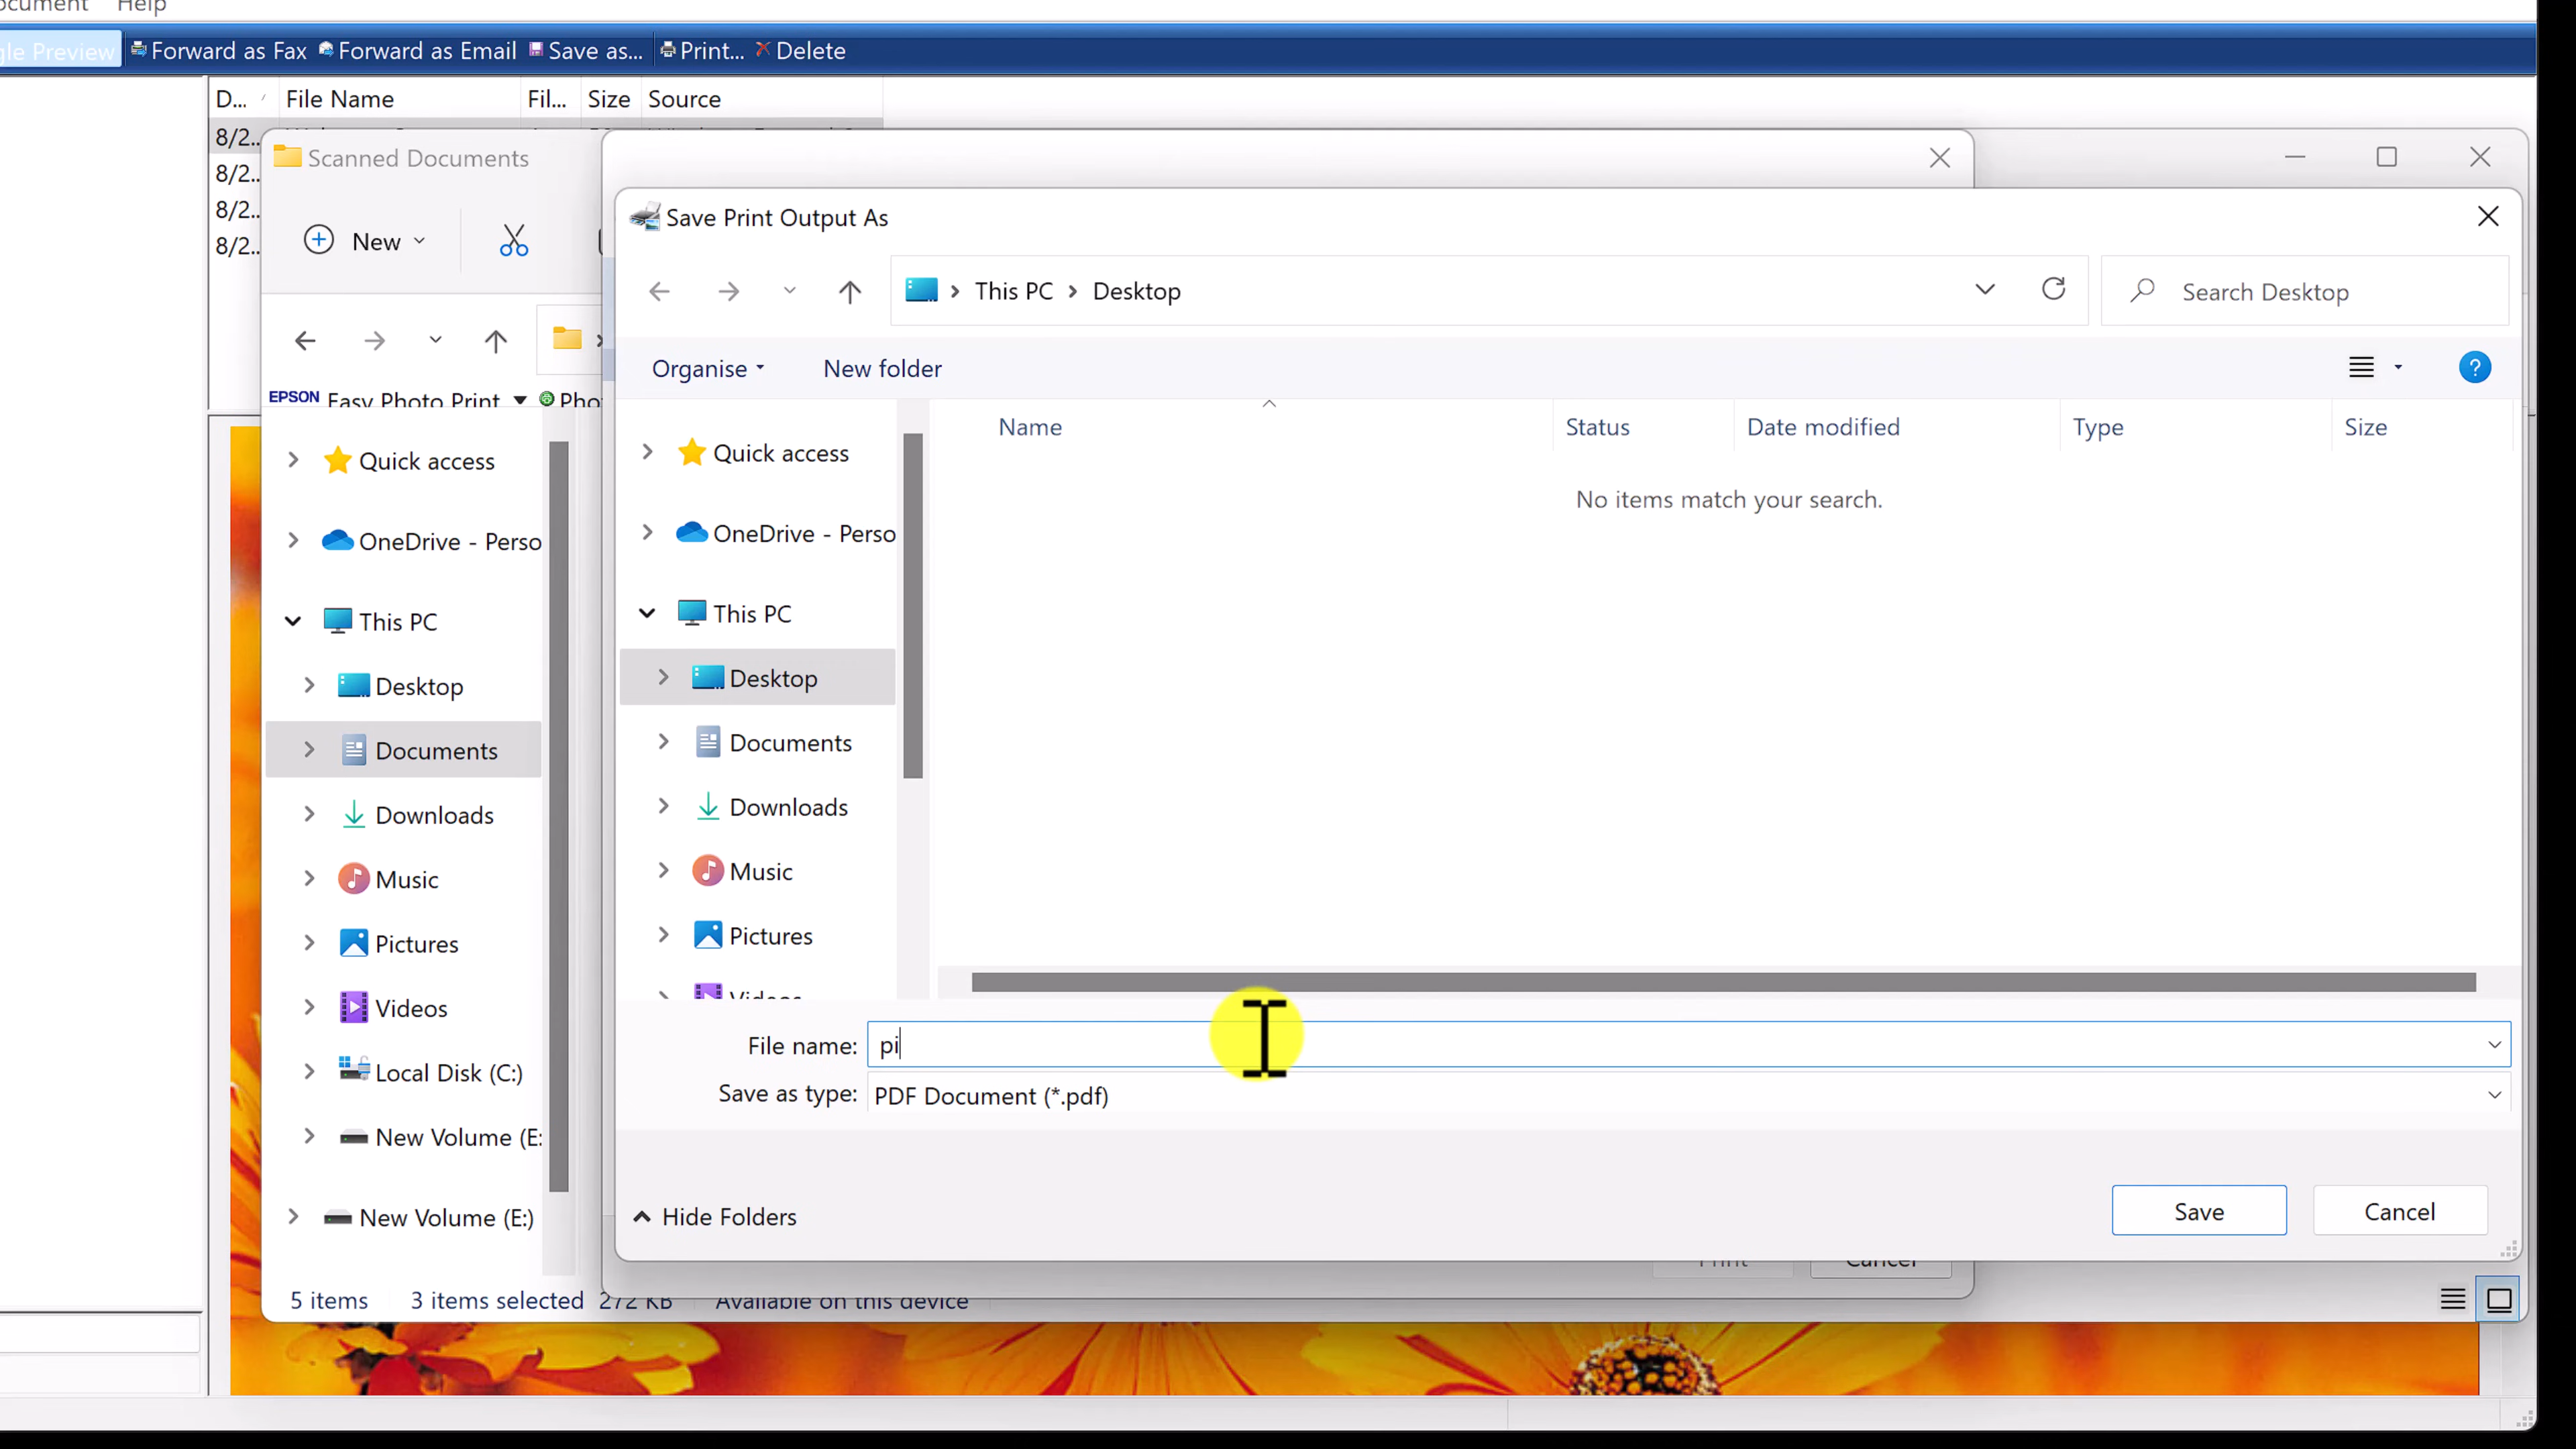 ocument Help
gle Preview Forward as Fax Forward as Email Save as... Print... Delete
D... File Name Fil... Size Source
8/2..
8/2..
8/2..
8/2..
Scanned Documents
New
EPSON Easy Photo Print Pho
Quick access
OneDrive - Perso
This PC
Desktop
Documents
Downloads
Music
Pictures
Videos
Local Disk (C:)
New Volume (E:
New Volume (E:)
5 items 3 items selected 272 KB Available on this device
Save Print Output As
This PC Desktop
Search Desktop
Organise New folder
Name Status Date modified Type Size
No items match your search.
Quick access
OneDrive - Perso
This PC
Desktop
Documents
Downloads
Music
Pictures
Videos
File name: pi
Save as type: PDF Document (*.pdf)
Hide Folders
Save Cancel
Print Cancel